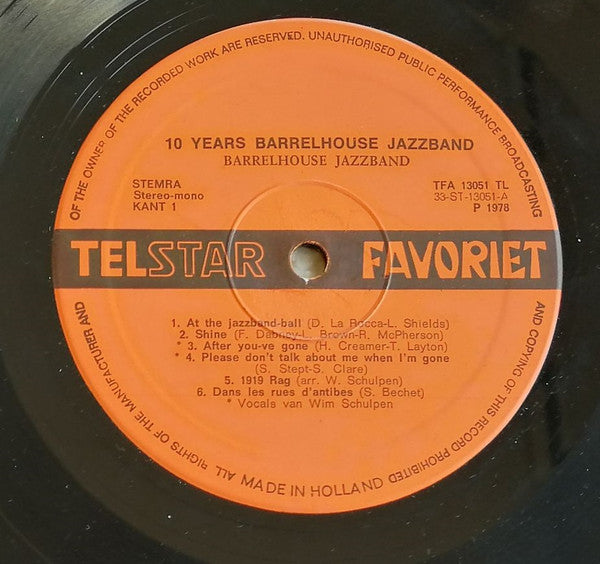 OF THE OWNER OF THE RECORDED WORK ARE RESERVED. UNAUTHORISED PUBLIC PERFORMANCE BROADCASTING
10 YEARS BARRELHOUSE JAZZBAND
BARRELHOUSE JAZZBAND
STEMRA
Stereo-mono
KANT 1
TFA 13051 TL
33-ST-13051-A
P 1978
TELSTAR FAVORIET
1. At the jazzband-ball (D. La Rocca-L. Shields)
2. Shine (F. Dabney-L. Brown-R. McPherson)
* 3. After you-ve gone (H. Creamer-T. Layton)
* 4. Please don't talk about me when I'm gone
(S. Stept-S. Clare)
5. 1919 Rag (arr. W. Schulpen)
6. Dans les rues d'antibes (S. Bechet)
* Vocals van Wim Schulpen
AND COPYING OF THIS RECORD PROHIBITED
MADE IN HOLLAND
ALL RIGHTS OF THE MANUFACTURER AND